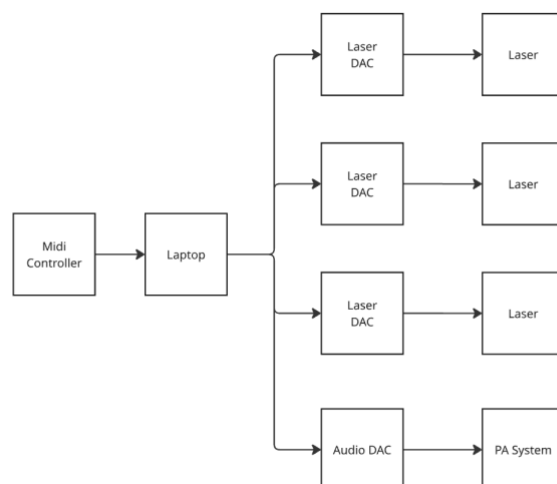 Laser
DAC
Laser
Laser
DAC
Laser
Midi
Controller
Laptop
Laser
DAC
Laser
Audio DAC
PA System